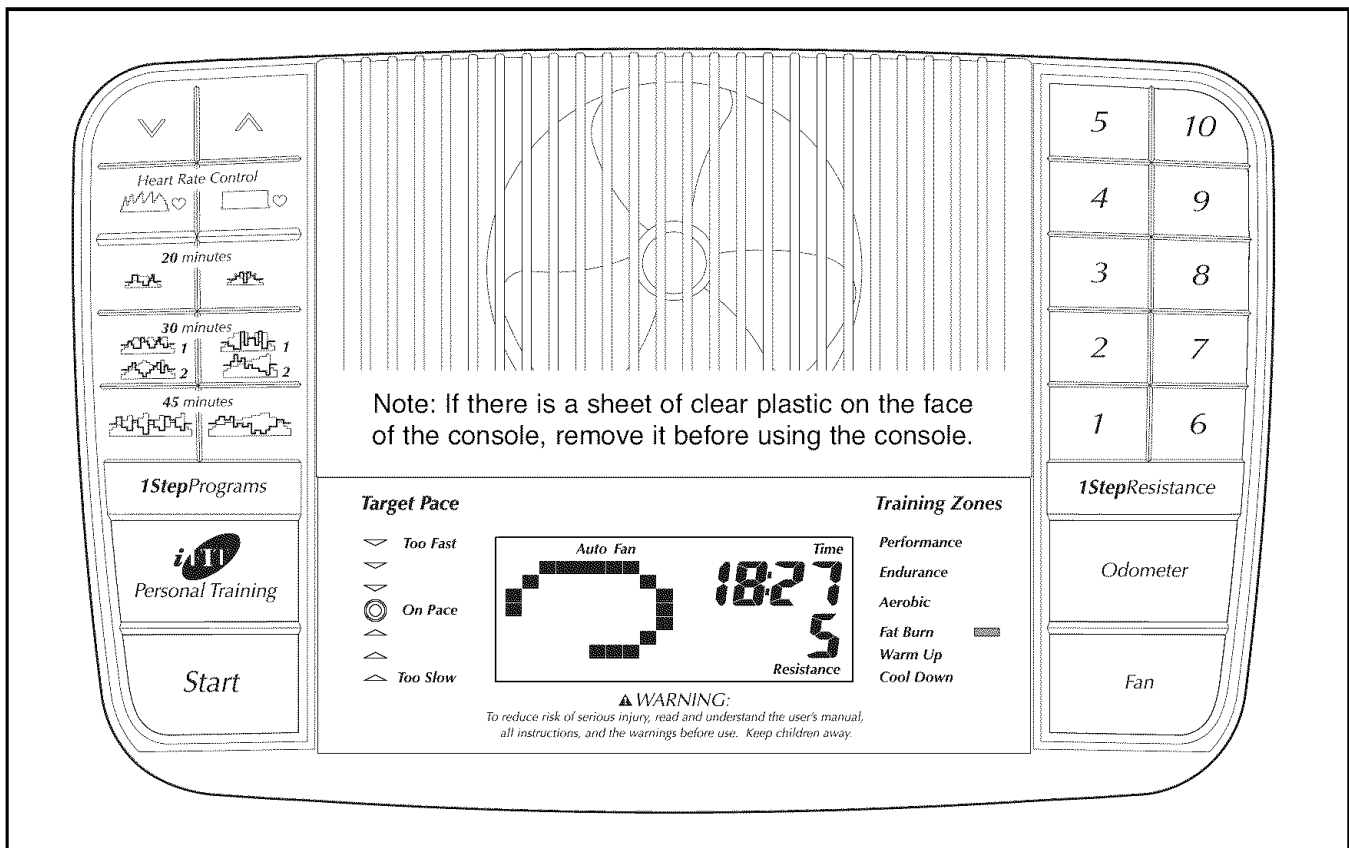 Heart Rate Control
20 minutes
30 minutes
1
1
2
2
45 minutes
1StepPrograms
iFIT
Personal Training
Start
Note: If there is a sheet of clear plastic on the face
of the console, remove it before using the console.
Target Pace
Too Fast
On Pace
Too Slow
Auto Fan
Time
18:27
5
Resistance
Training Zones
Performance
Endurance
Aerobic
Fat Burn
Warm Up
Cool Down
WARNING:
To reduce risk of serious injury, read and understand the user's manual,
all instructions, and the warnings before use. Keep children away.
5 10
4 9
3 8
2 7
1 6
1StepResistance
Odometer
Fan